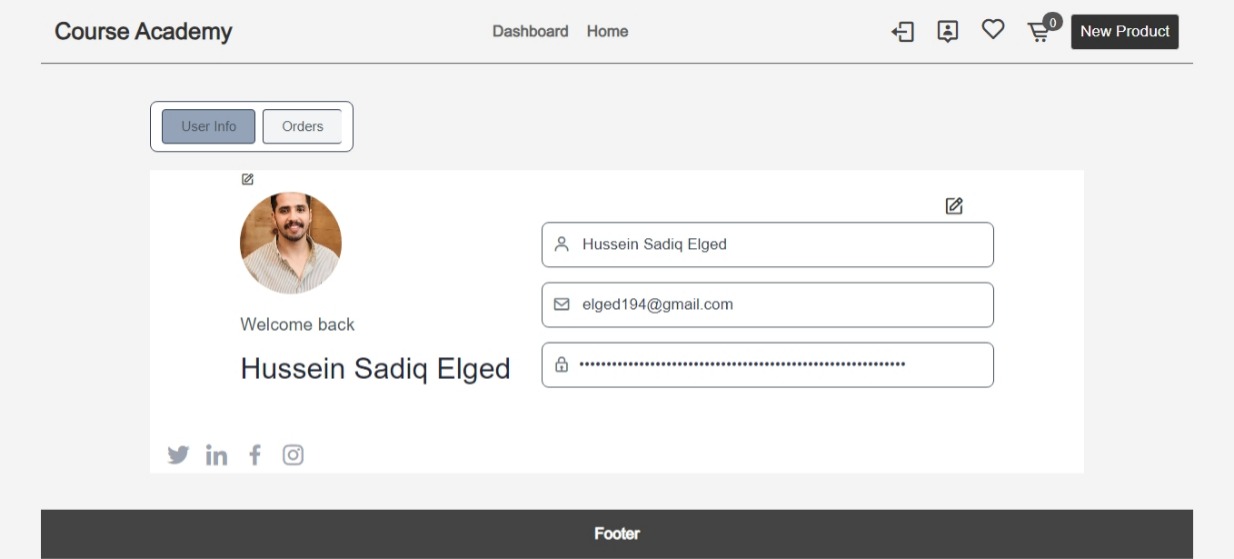 Course Academy
Dashboard Home
0
New Product
User Info
Orders
Hussein Sadiq Elged
elged194@gmail.com
Welcome back
Hussein Sadiq Elged
Footer